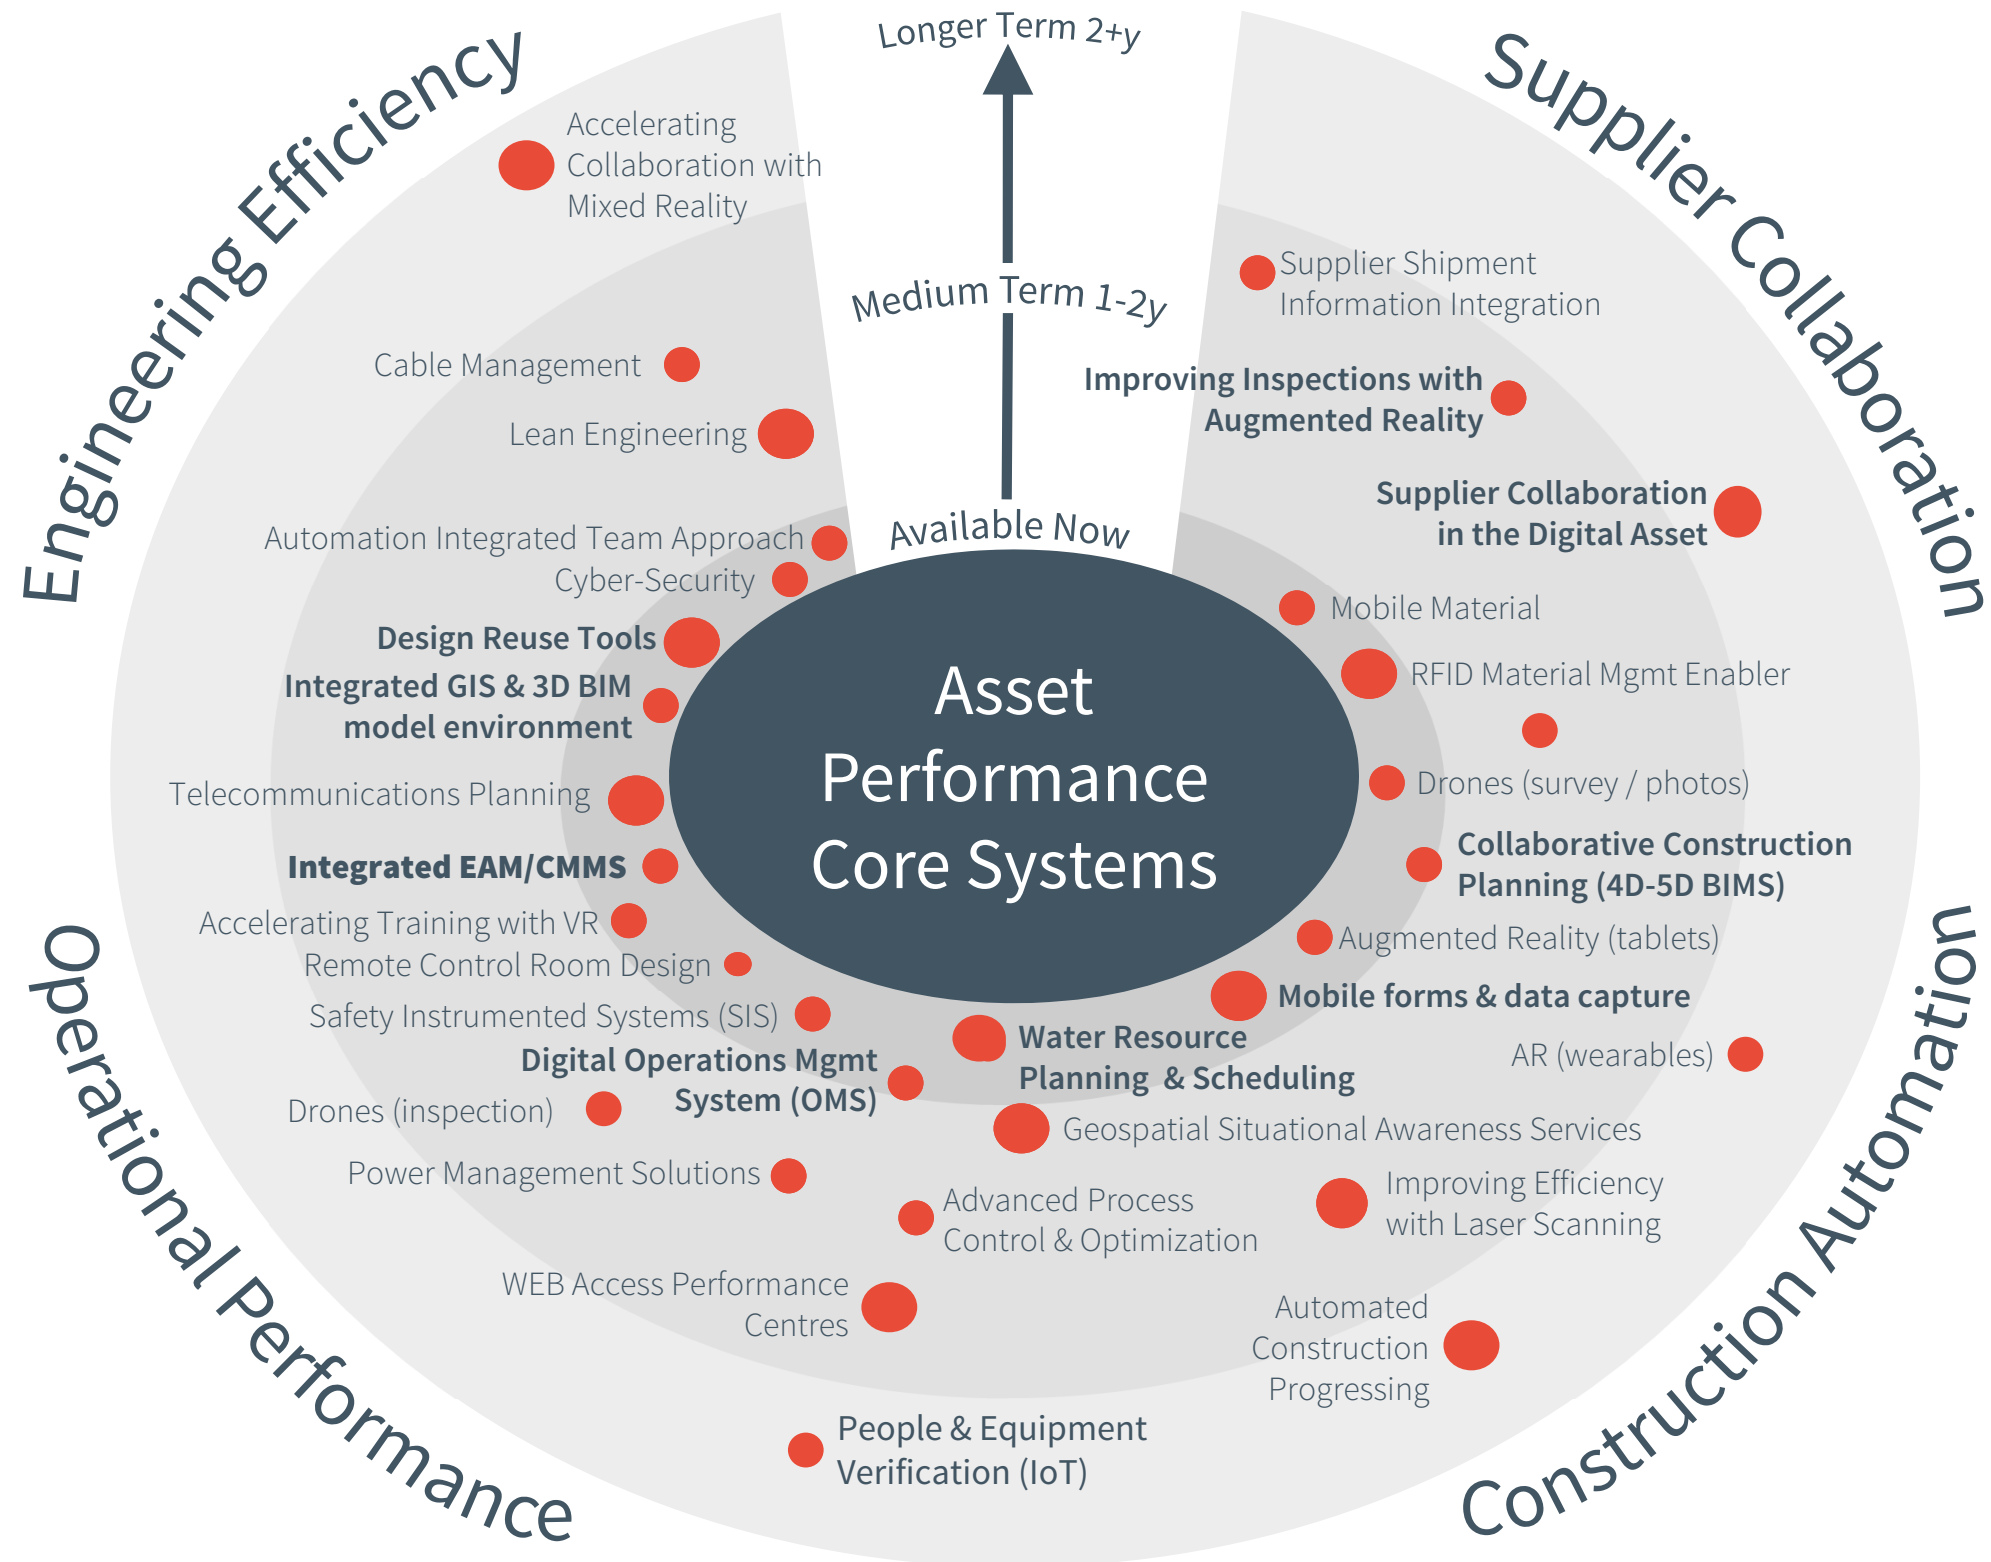 Longer Term 2+y
Medium Term 1-2y
Available Now
Engineering Efficiency
Accelerating
Collaboration with
Mixed Reality
Cable Management
Lean Engineering
Automation Integrated Team Approach
Cyber-Security
Design Reuse Tools
Integrated GIS & 3D BIM
model environment
Telecommunications Planning
Integrated EAM/CMMS
Accelerating Training with VR
Remote Control Room Design
Safety Instrumented Systems (SIS)
Digital Operations Mgmt
System (OMS)
Drones (inspection)
Power Management Solutions
WEB Access Performance
Centres
Operational Performance
Asset
Performance
Core Systems
Supplier Collaboration
Supplier Shipment
Information Integration
Improving Inspections with
Augmented Reality
Supplier Collaboration
in the Digital Asset
Mobile Material
RFID Material Mgmt Enabler
Drones (survey / photos)
Collaborative Construction
Planning (4D-5D BIMS)
Augmented Reality (tablets)
Mobile forms & data capture
Water Resource
Planning & Scheduling
AR (wearables)
Geospatial Situational Awareness Services
Improving Efficiency
with Laser Scanning
Advanced Process
Control & Optimization
Automated
Construction
Progressing
People & Equipment
Verification (IoT)
Construction Automation